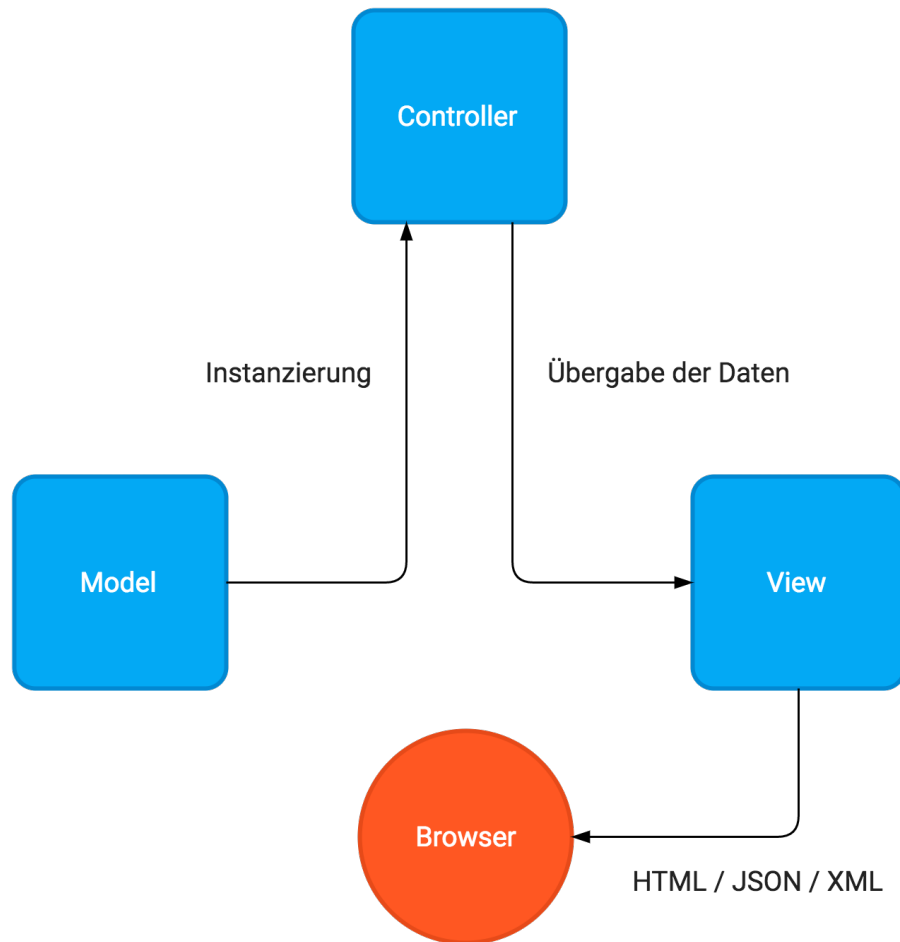 Controller
Instanzierung
Übergabe der Daten
Model
View
Browser
HTML / JSON / XML